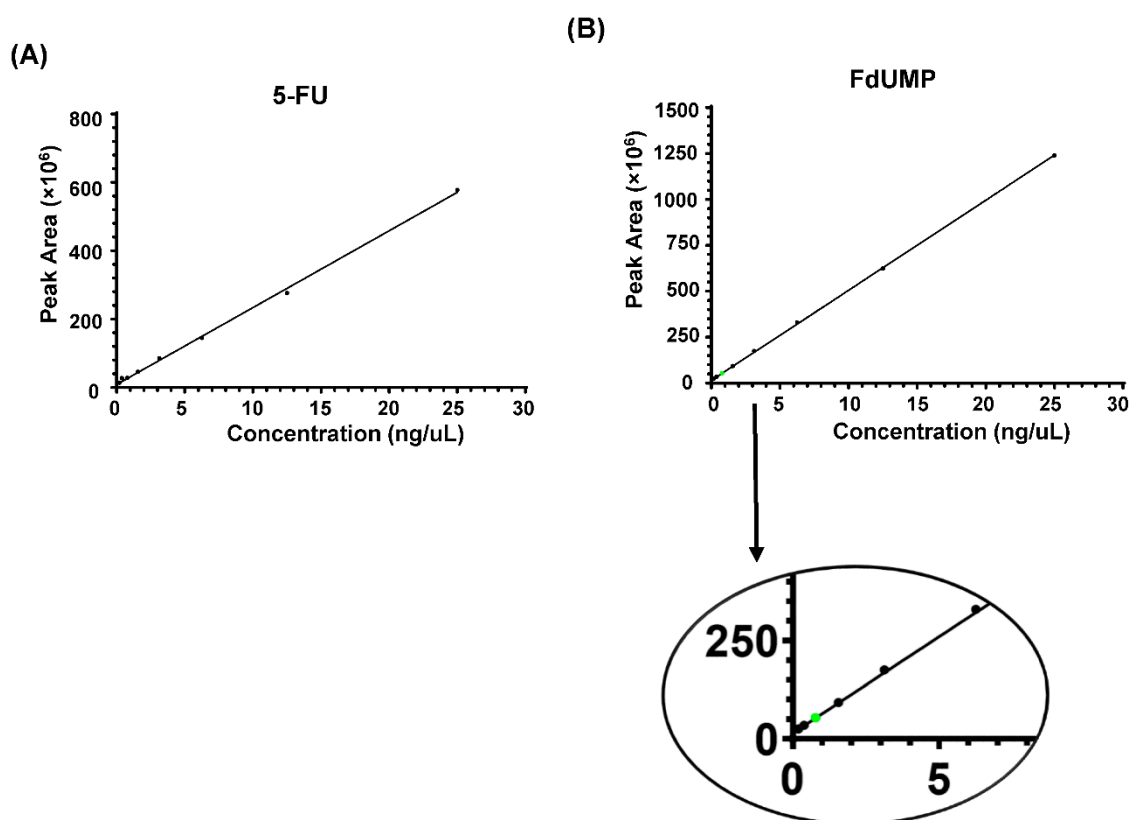 (A)
5-FU
Peak Area (×10⁶)
800
600
400
200
0
0 5 10 15 20 25 30
Concentration (ng/uL)
(B)
FdUMP
Peak Area (×10⁶)
1500
1250
1000
750
500
250
0
0 5 10 15 20 25 30
Concentration (ng/uL)
250
0
0 5